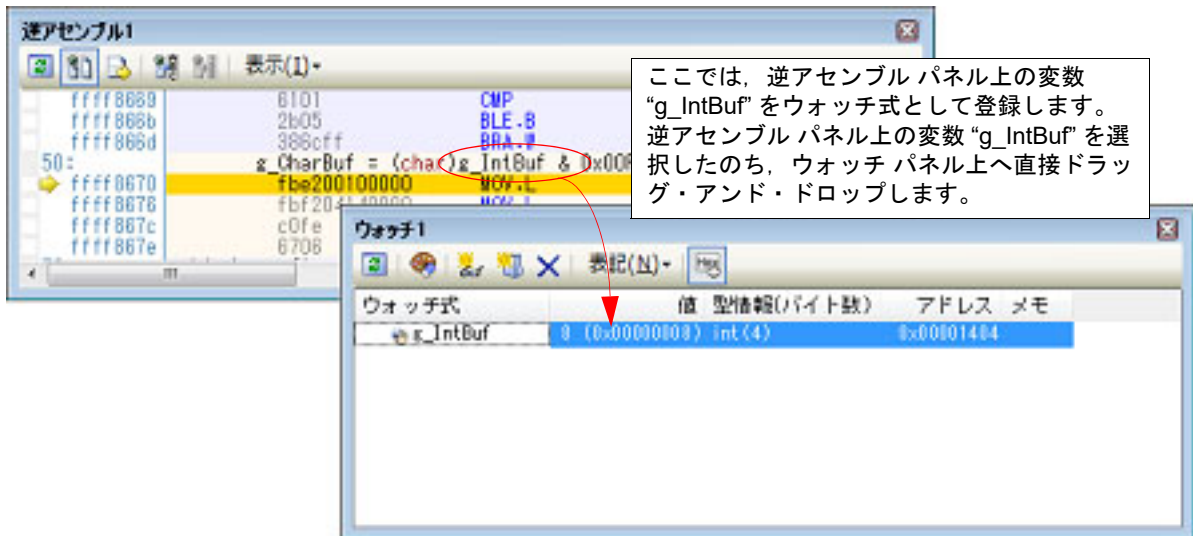 逆アセンブル1
表示(I)
ここでは，逆アセンブル パネル上の変数
“g_IntBuf” をウォッチ式として登録します。
逆アセンブル パネル上の変数 “g_IntBuf” を選
択したのち，ウォッチ パネル上へ直接ドラッ
グ・アンド・ドロップします。
ffff8669 6101 CMP
ffff866b 2b05 BLE.B
ffff866d 386cff BRA.W
50: g_CharBuf = (char)g_IntBuf & 0x00F
ffff8670 fbe200100000 MOV.L
ffff8676 MOV.L
ffff867c c0fe
ffff867e 6706
ウォッチ1
表記(N) Hex
ウォッチ式 値 型情報(バイト数) アドレス メモ
g_IntBuf 8 (0x00000008) int(4) 0x00001404